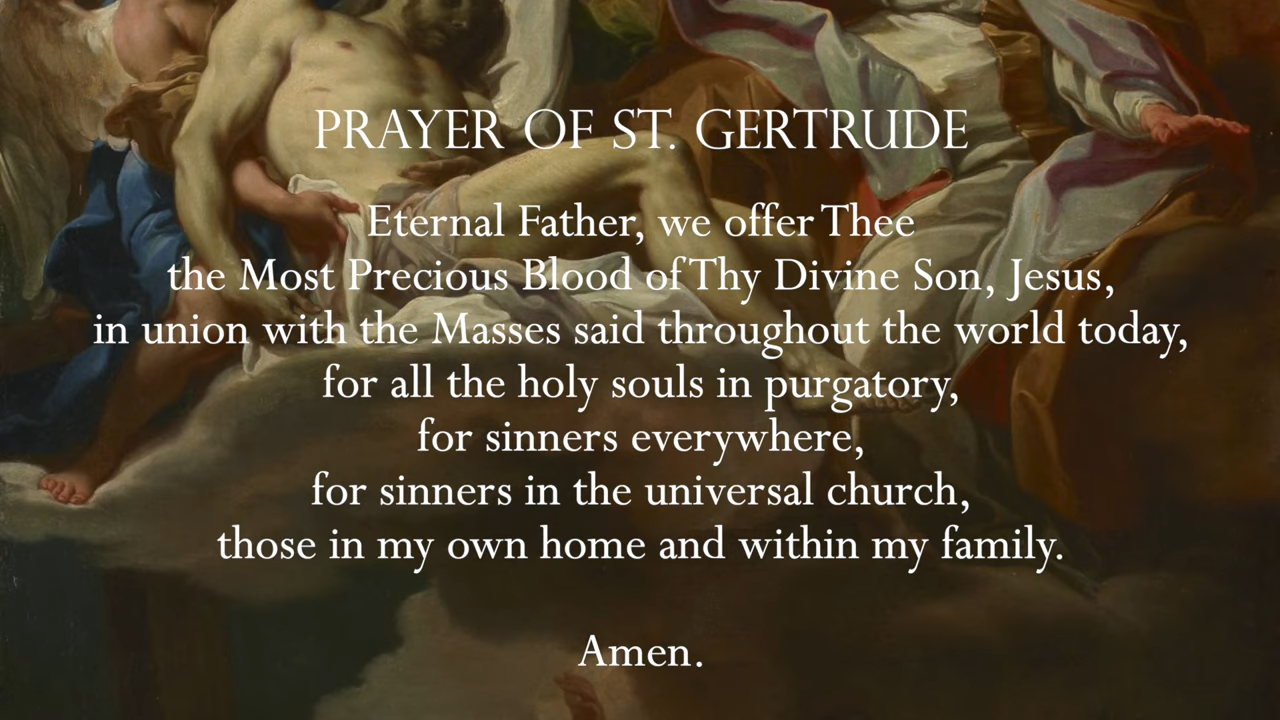 PRAYER OF ST. GERTRUDE
Eternal Father, we offer Thee
the Most Precious Blood of Thy Divine Son, Jesus,
in union with the Masses said throughout the world today,
for all the holy souls in purgatory,
for sinners everywhere,
for sinners in the universal church,
those in my own home and within my family.
Amen.